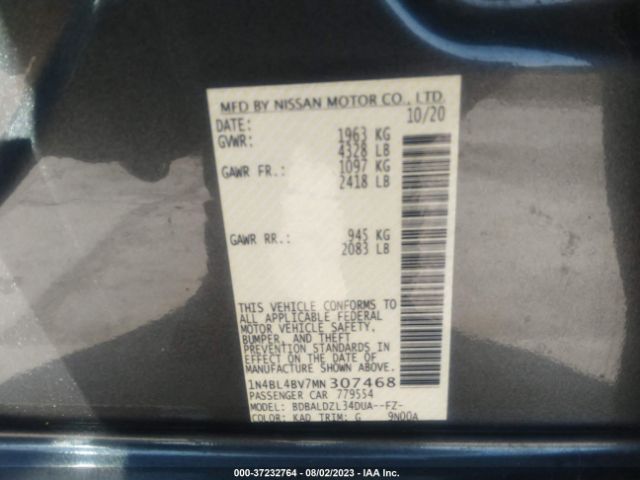 MFD BY NISSAN MOTOR CO., LTD.
DATE: 10/20
GVWR: 1963 KG
4328 LB
GAWR FR.: 1097 KG
2418 LB
GAWR RR.: 945 KG
2083 LB
THIS VEHICLE CONFORMS TO
ALL APPLICABLE FEDERAL
MOTOR VEHICLE SAFETY,
BUMPER, AND THEFT
PREVENTION STANDARDS IN
EFFECT ON THE DATE OF
MANUFACTURE SHOWN ABOVE.
1N4BL4BV7MN307468
PASSENGER CAR 779554
MODEL: BDBALDZL34DUA--FZ-
COLOR: KAD TRIM: G 9N00A
000-37232764 - 08/02/2023 - IAA Inc.